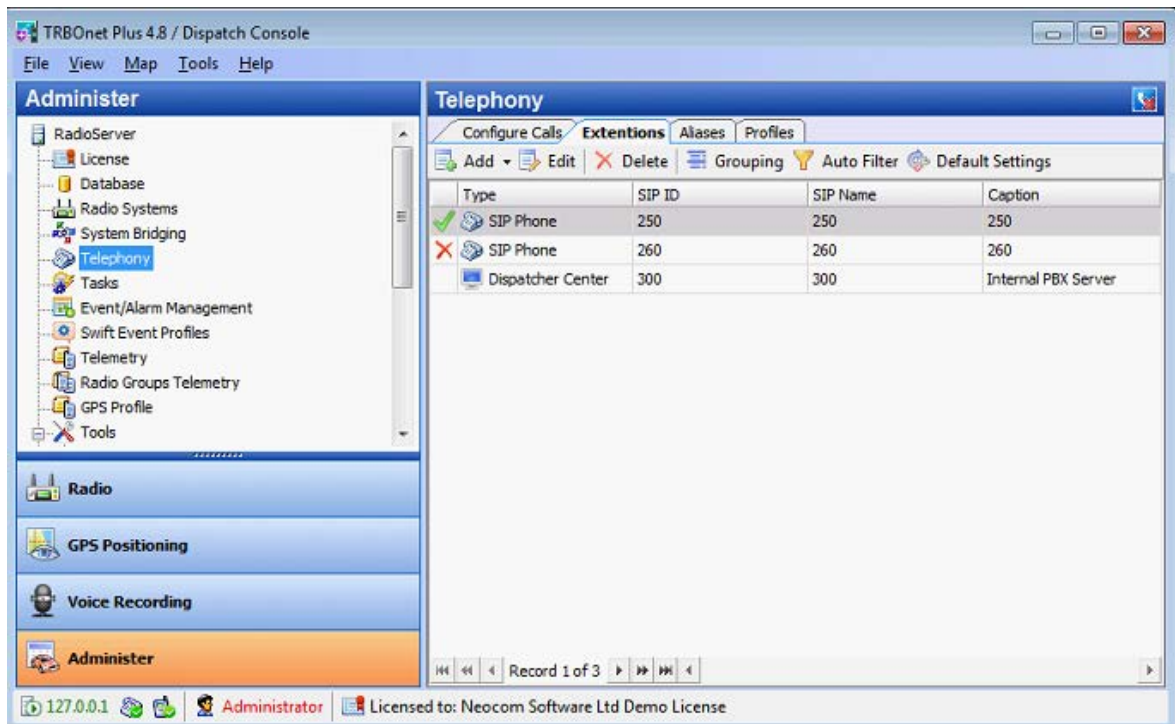 TRBOnet Plus 4.8 / Dispatch Console
File View Map Tools Help
Administer
RadioServer
License
Database
Radio Systems
System Bridging
Telephony
Tasks
Event/Alarm Management
Swift Event Profiles
Telemetry
Radio Groups Telemetry
GPS Profile
Tools
Radio
GPS Positioning
Voice Recording
Administer
Telephony
Configure Calls Extentions Aliases Profiles
Add Edit Delete Grouping Auto Filter Default Settings
Type SIP ID SIP Name Caption
SIP Phone 250 250 250
SIP Phone 260 260 260
Dispatcher Center 300 300 Internal PBX Server
Record 1 of 3
127.0.0.1 Administrator Licensed to: Neocom Software Ltd Demo License